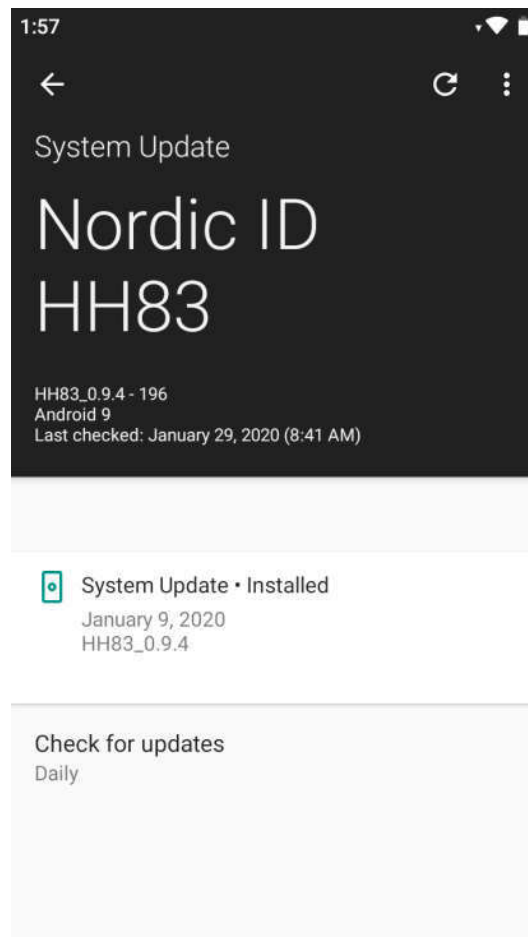 1:57
System Update
Nordic ID
HH83
HH83_0.9.4 - 196
Android 9
Last checked: January 29, 2020 (8:41 AM)
System Update • Installed
January 9, 2020
HH83_0.9.4
Check for updates
Daily